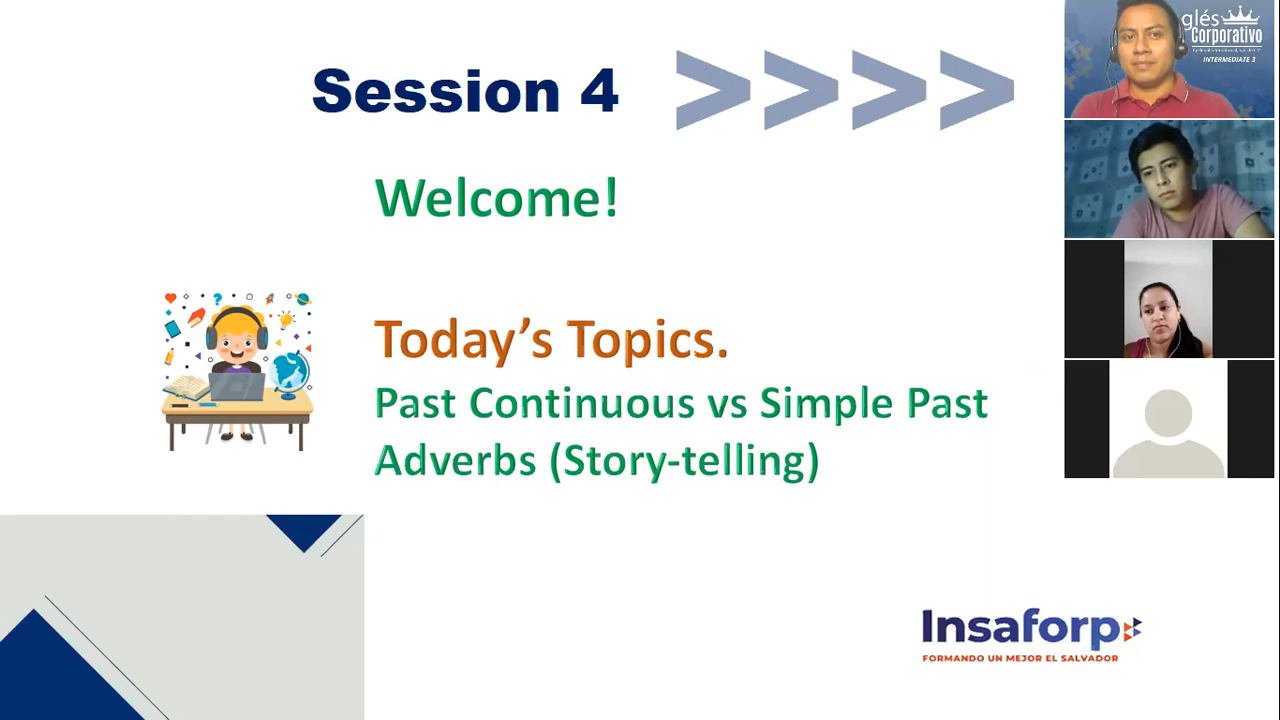 Session 4 >>>>
Welcome!
Today's Topics.
Past Continuous vs Simple Past
Adverbs (Story-telling)
Insaforp
FORMANDO UN MEJOR EL SALVADOR
glés
Corporativo
INTERMEDIATE 3